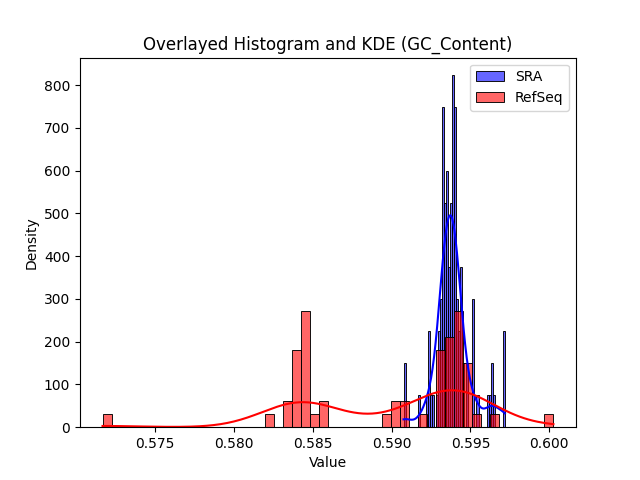 Overlayed Histogram and KDE (GC_Content)
SRA
RefSeq
800
700
600
500
400
300
200
100
0
Density
0.575 0.580 0.585 0.590 0.595 0.600
Value